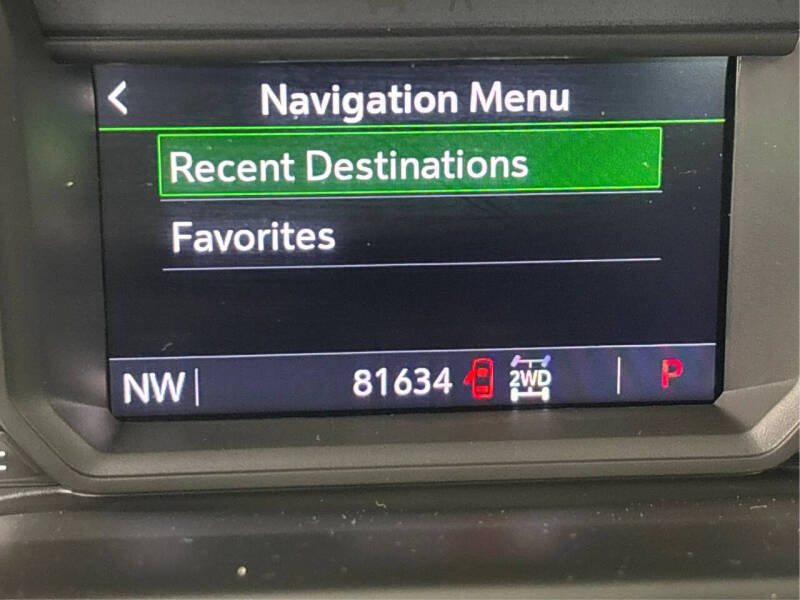 Navigation Menu
Recent Destinations
Favorites
NW 81634 2WD P